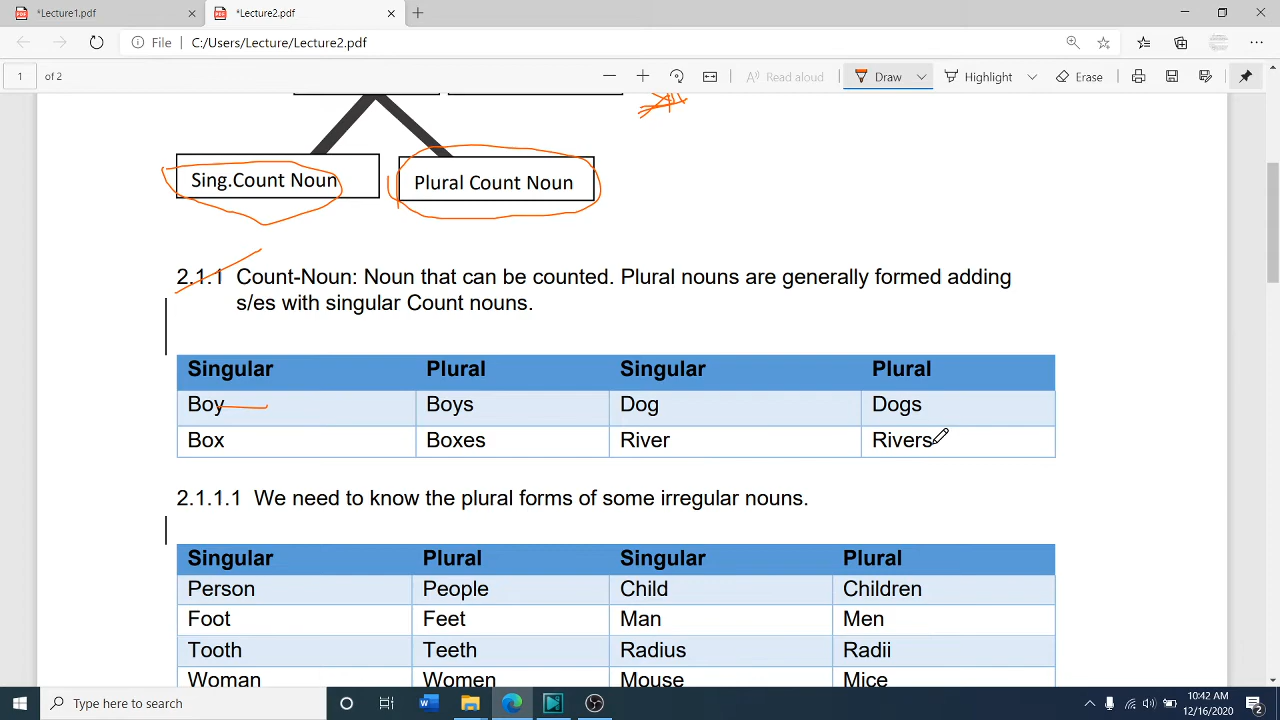 *Lecture1.pdf
*Lecture2.pdf
File C:/Users/Lecture/Lecture2.pdf
1 of 2 Read aloud Draw Highlight Erase
Sing.Count Noun Plural Count Noun
2.1.1 Count-Noun: Noun that can be counted. Plural nouns are generally formed adding
s/es with singular Count nouns.
Singular Plural Singular Plural
Boy Boys Dog Dogs
Box Boxes River Rivers
2.1.1.1 We need to know the plural forms of some irregular nouns.
Singular Plural Singular Plural
Person People Child Children
Foot Feet Man Men
Tooth Teeth Radius Radii
Woman Women Mouse Mice
Type here to search
10:42 AM
12/16/2020
2